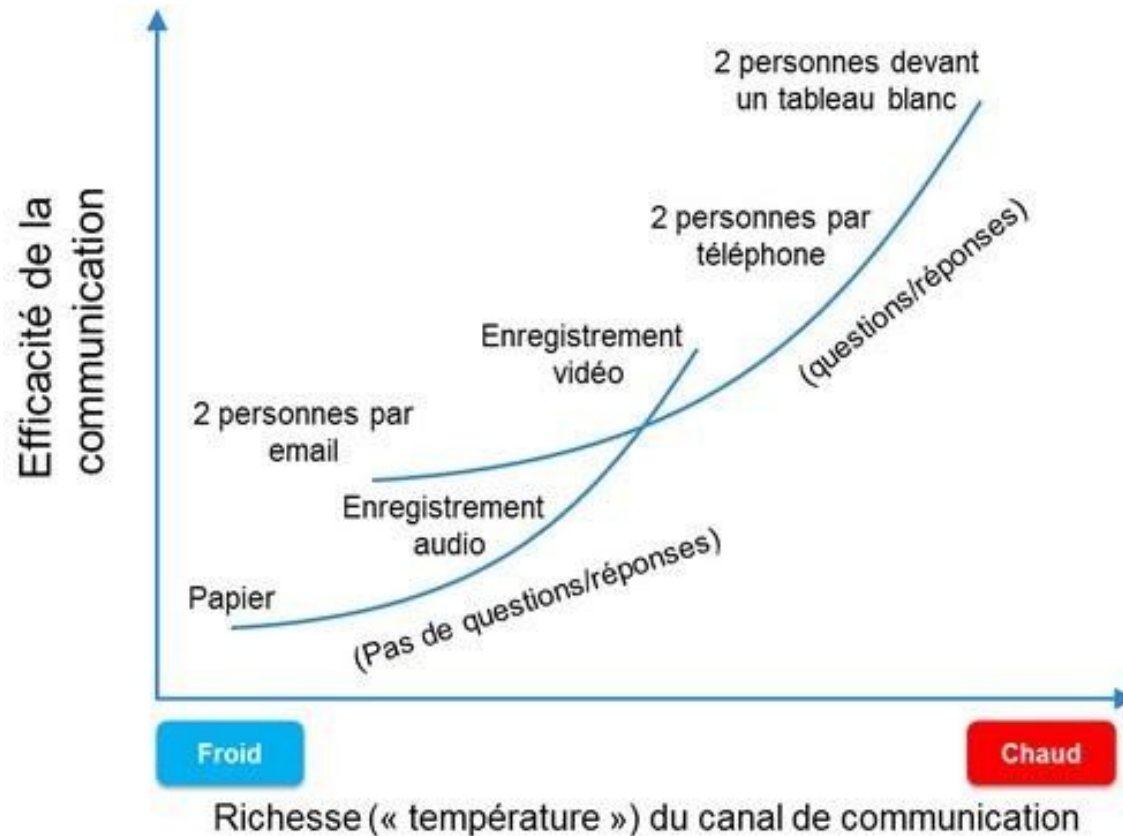 Efficacité de la
communication
2 personnes devant
un tableau blanc
2 personnes par
téléphone
(questions/réponses)
Enregistrement
vidéo
2 personnes par
email
Enregistrement
audio
Papier
(Pas de questions/réponses)
Froid
Chaud
Richesse (« température ») du canal de communication